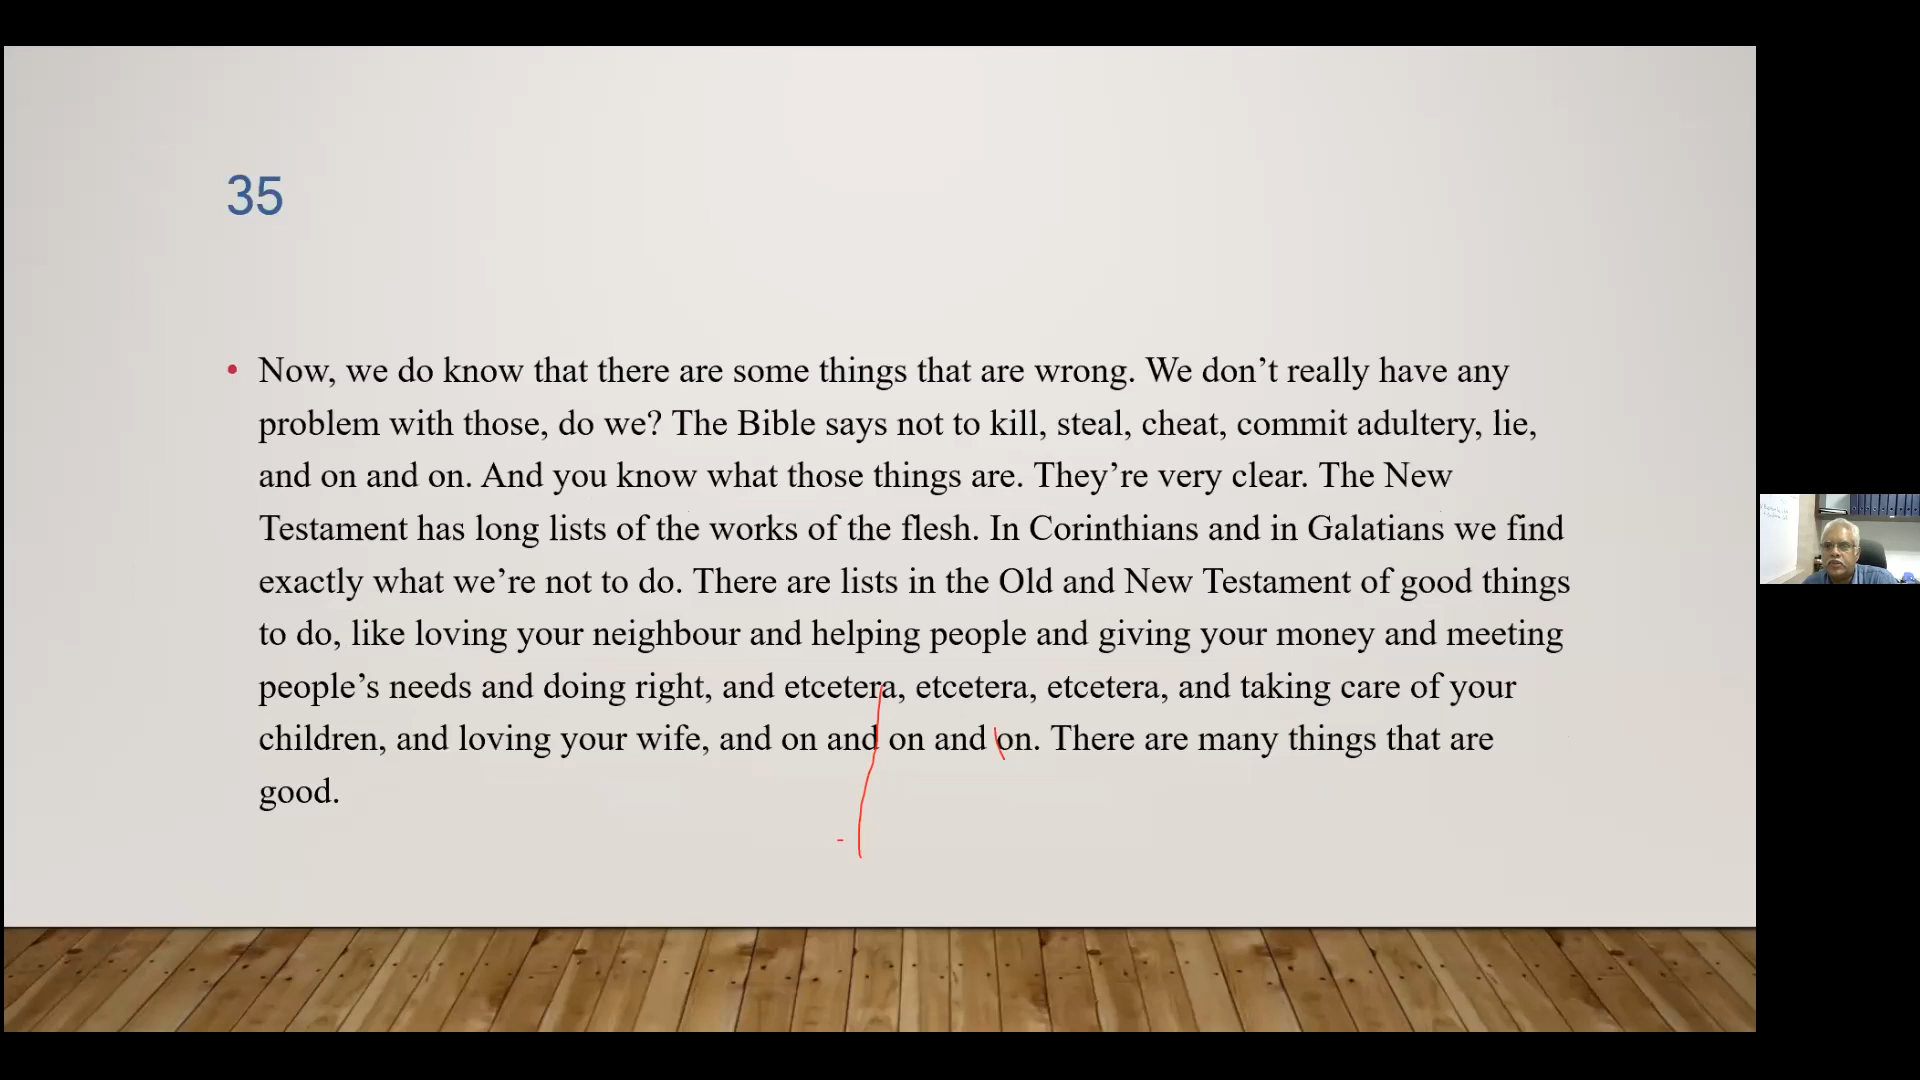 35
• Now, we do know that there are some things that are wrong. We don’t really have any
problem with those, do we? The Bible says not to kill, steal, cheat, commit adultery, lie,
and on and on. And you know what those things are. They’re very clear. The New
Testament has long lists of the works of the flesh. In Corinthians and in Galatians we find
exactly what we’re not to do. There are lists in the Old and New Testament of good things
to do, like loving your neighbour and helping people and giving your money and meeting
people’s needs and doing right, and etcetera, etcetera, etcetera, and taking care of your
children, and loving your wife, and on and on and on. There are many things that are
good.